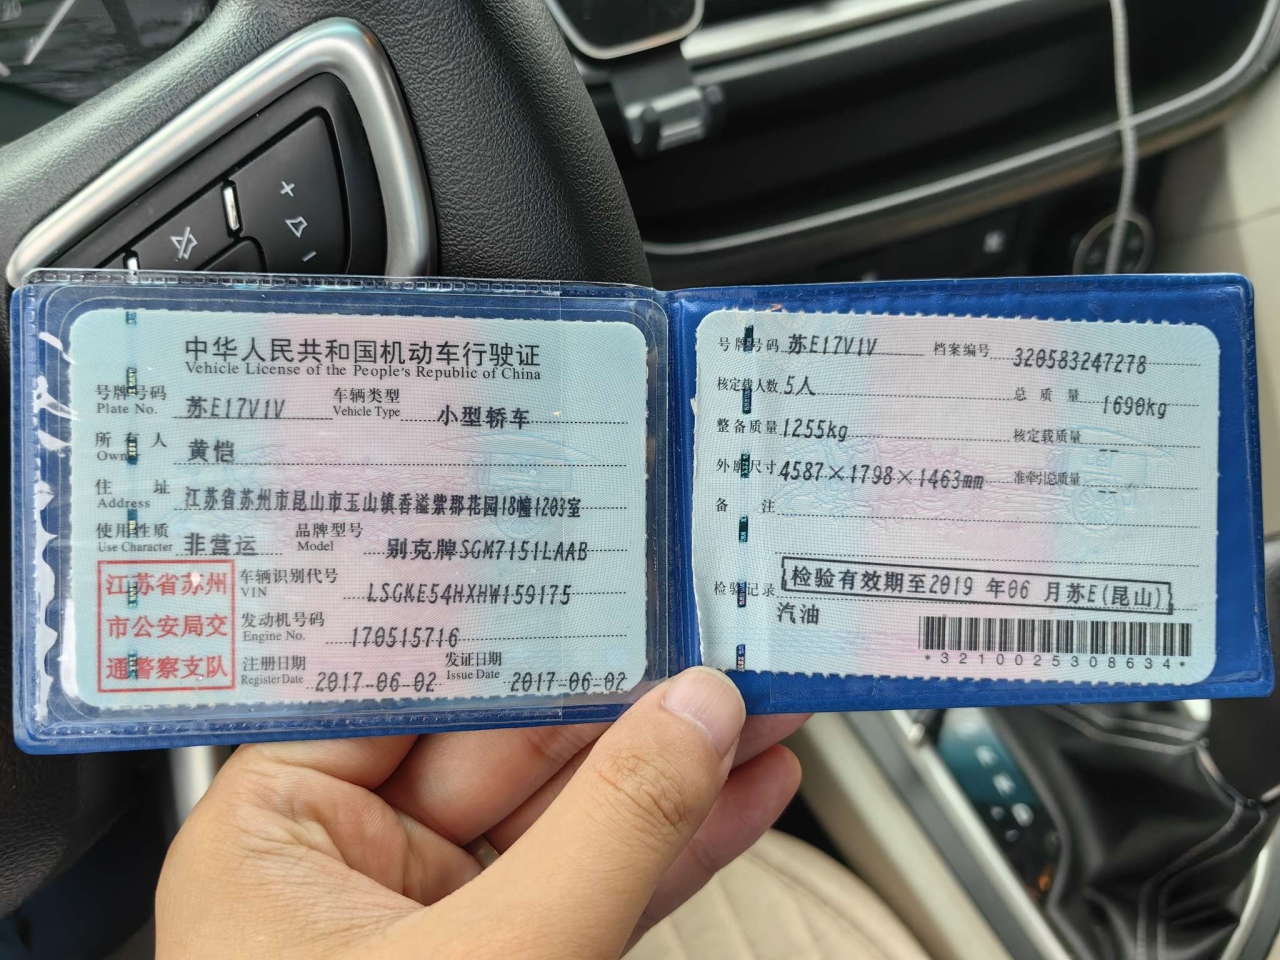 中华人民共和国机动车行驶证
Vehicle License of the People's Republic of China
号牌号码 苏E17V1V 车辆类型 小型轿车
Plate No. Vehicle Type
所有人 黄恺
Owner
住址 江苏省苏州市昆山市玉山镇香溢紫郡花园18幢1203室
Address
使用性质 非营运 品牌型号 别克牌SGM7151LAAB
Use Character Model
江苏省苏州
市公安局交
通警察支队
车辆识别代号 LSGKE54HXHW159175
VIN
发动机号码 170515716
Engine No.
注册日期 2017-06-02 发证日期 2017-06-02
Register Date Issue Date
号牌号码 苏E17V1V 档案编号 320583247278
核定载人数 5人 总质量 1690kg
整备质量 1255kg 核定载质量 --
外廓尺寸 4587×1798×1463mm 准牵引总质量 --
备注
检验记录 检验有效期至2019年06月苏E(昆山)
汽油
*3210025308634*